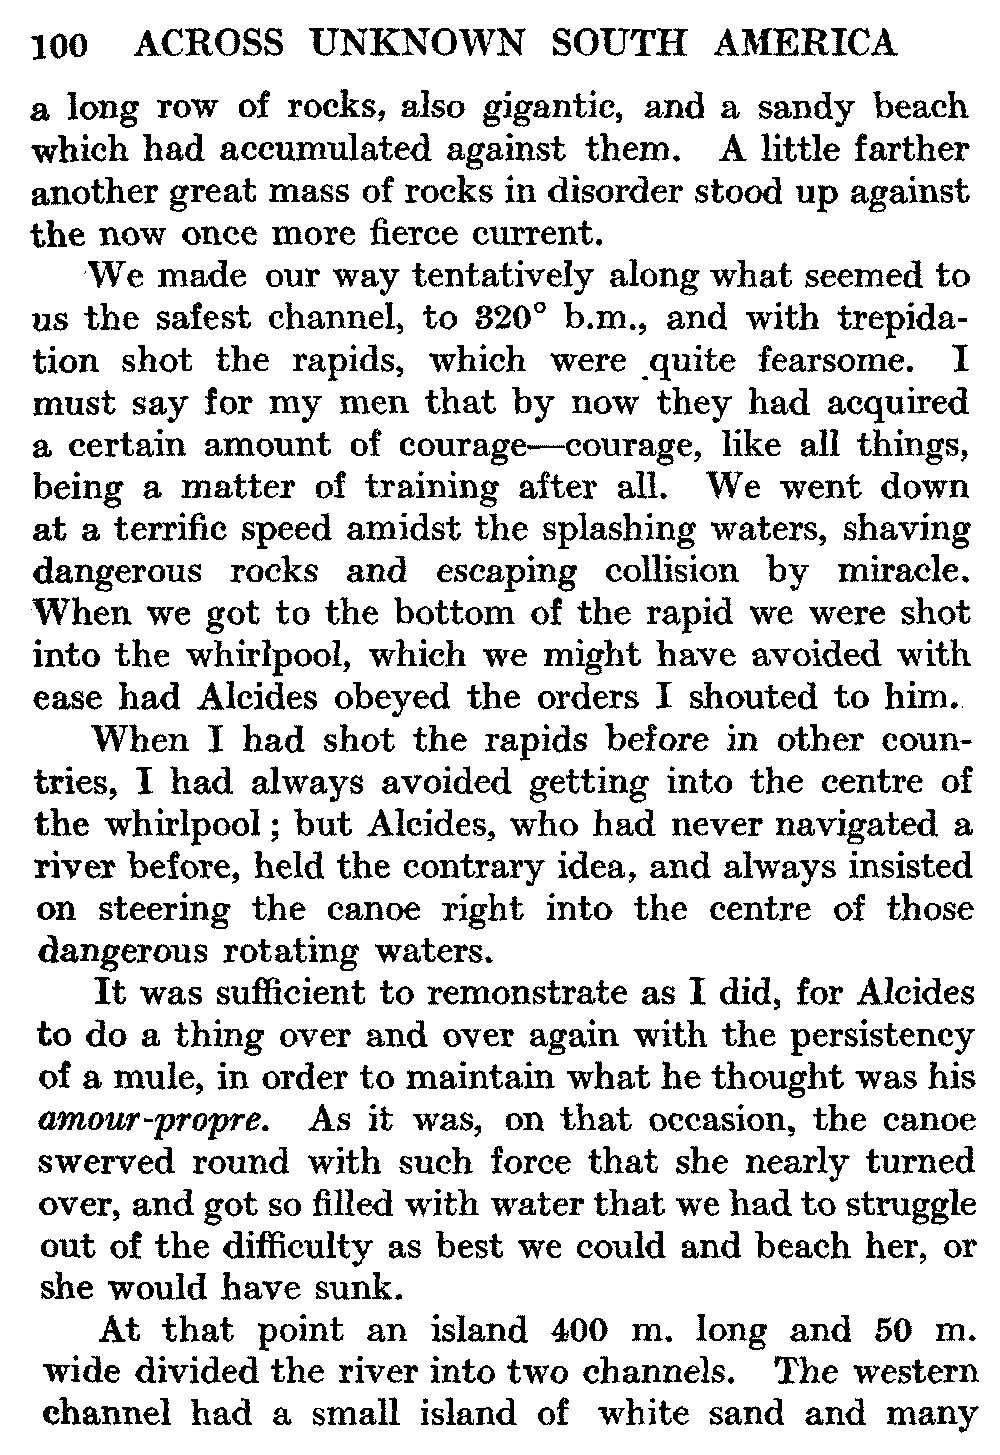 100 ACROSS UNKNOWN SOUTH AMERICA
a long row of rocks, also gigantic, and a sandy beach
which had accumulated against them. A little farther
another great mass of rocks in disorder stood up against
the now once more fierce current.
We made our way tentatively along what seemed to
us the safest channel, to 320° b.m., and with trepida-
tion shot the rapids, which were quite fearsome. I
must say for my men that by now they had acquired
a certain amount of courage—courage, like all things,
being a matter of training after all. We went down
at a terrific speed amidst the splashing waters, shaving
dangerous rocks and escaping collision by miracle.
When we got to the bottom of the rapid we were shot
into the whirlpool, which we might have avoided with
ease had Alcides obeyed the orders I shouted to him.
When I had shot the rapids before in other coun-
tries, I had always avoided getting into the centre of
the whirlpool; but Alcides, who had never navigated a
river before, held the contrary idea, and always insisted
on steering the canoe right into the centre of those
dangerous rotating waters.
It was sufficient to remonstrate as I did, for Alcides
to do a thing over and over again with the persistency
of a mule, in order to maintain what he thought was his
amour-propre. As it was, on that occasion, the canoe
swerved round with such force that she nearly turned
over, and got so filled with water that we had to struggle
out of the difficulty as best we could and beach her, or
she would have sunk.
At that point an island 400 m. long and 50 m.
wide divided the river into two channels. The western
channel had a small island of white sand and many